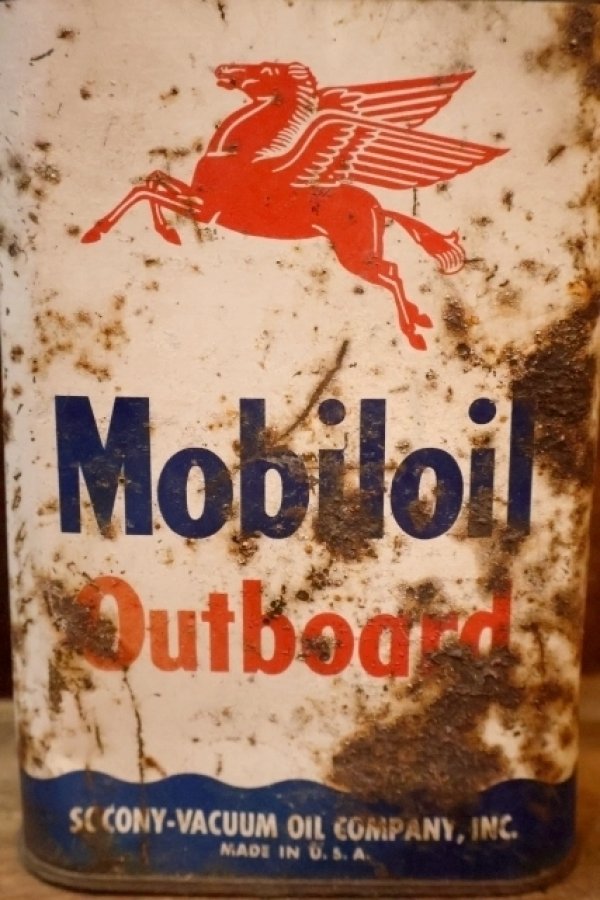 Mobiloil
Outboard
SOCONY-VACUUM OIL COMPANY, INC.
MADE IN U.S.A.